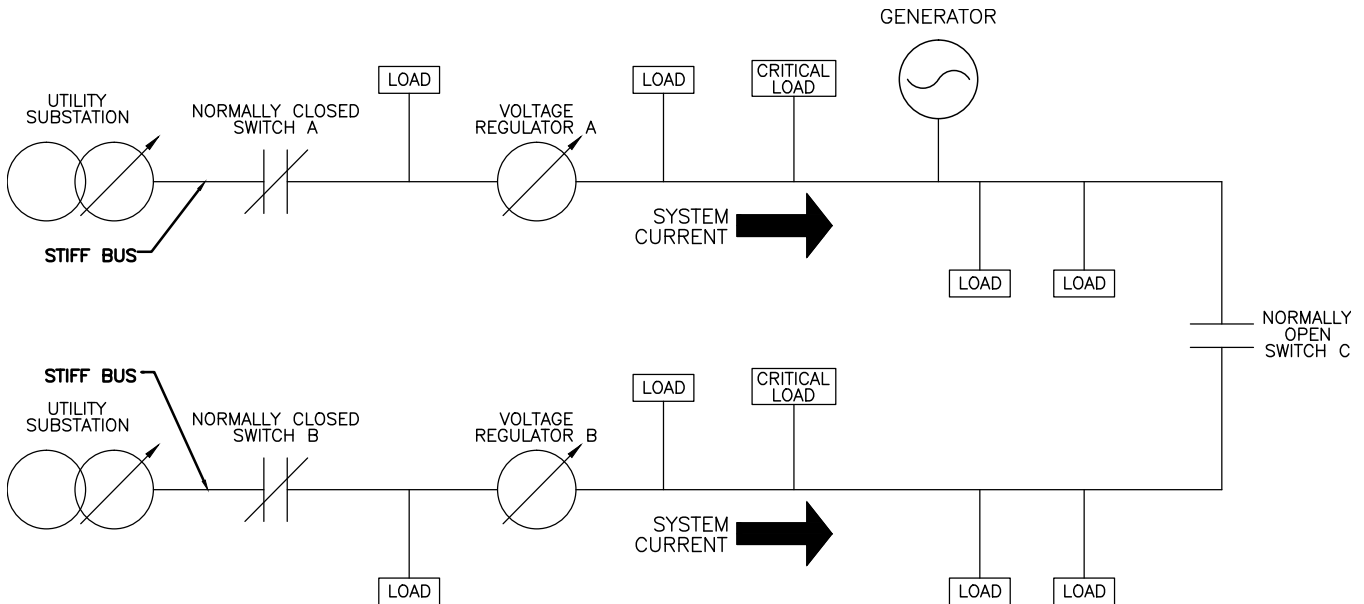 GENERATOR
LOAD
LOAD
CRITICAL
LOAD
UTILITY
SUBSTATION
NORMALLY CLOSED
SWITCH A
VOLTAGE
REGULATOR A
STIFF BUS
SYSTEM
CURRENT
LOAD
LOAD
NORMALLY
OPEN
SWITCH C
STIFF BUS
UTILITY
SUBSTATION
NORMALLY CLOSED
SWITCH B
VOLTAGE
REGULATOR B
LOAD
CRITICAL
LOAD
SYSTEM
CURRENT
LOAD
LOAD
LOAD